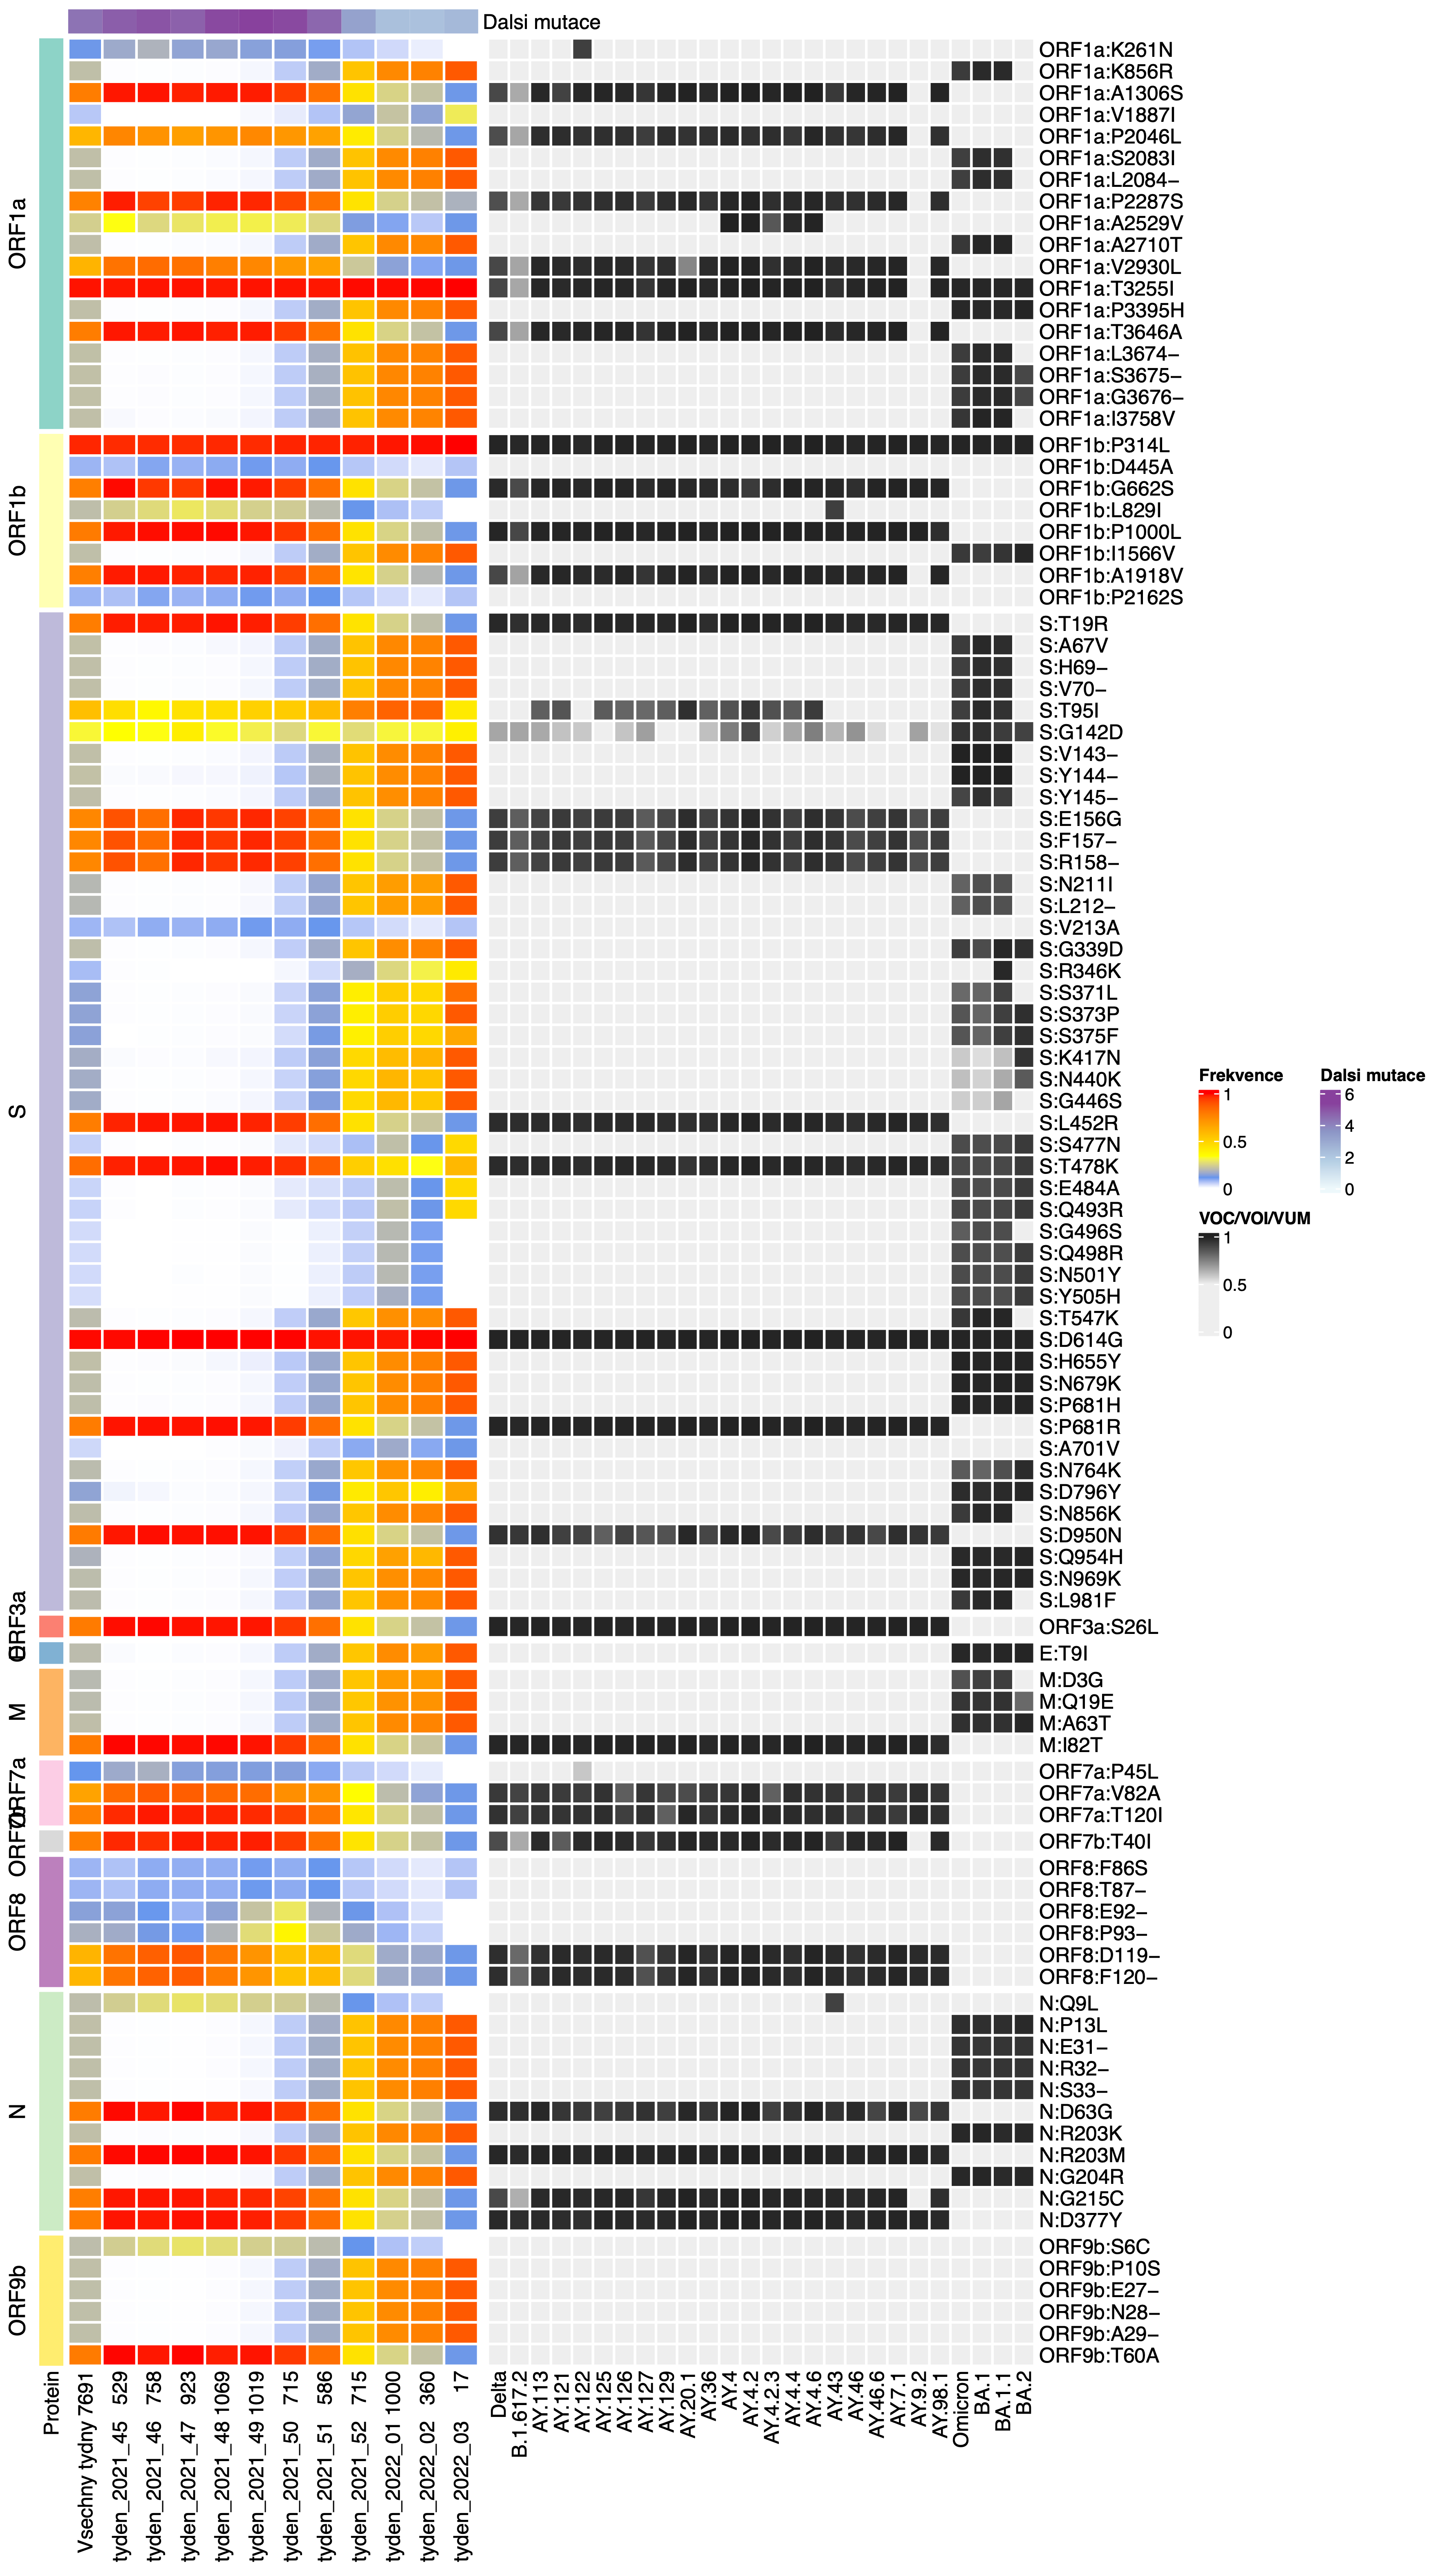 Dalsi mutace
ORF1a
ORF1a:K261N
ORF1a:K856R
ORF1a:A1306S
ORF1a:V1887I
ORF1a:P2046L
ORF1a:S2083I
ORF1a:L2084−
ORF1a:P2287S
ORF1a:A2529V
ORF1a:A2710T
ORF1a:V2930L
ORF1a:T3255I
ORF1a:P3395H
ORF1a:T3646A
ORF1a:L3674−
ORF1a:S3675−
ORF1a:G3676−
ORF1a:I3758V
ORF1b
ORF1b:P314L
ORF1b:D445A
ORF1b:G662S
ORF1b:L829I
ORF1b:P1000L
ORF1b:I1566V
ORF1b:A1918V
ORF1b:P2162S
S
S:T19R
S:A67V
S:H69−
S:V70−
S:T95I
S:G142D
S:V143−
S:Y144−
S:Y145−
S:E156G
S:F157−
S:R158−
S:N211I
S:L212−
S:V213A
S:G339D
S:R346K
S:S371L
S:S373P
S:S375F
S:K417N
S:N440K
S:G446S
S:L452R
S:S477N
S:T478K
S:E484A
S:Q493R
S:G496S
S:Q498R
S:N501Y
S:Y505H
S:T547K
S:D614G
S:H655Y
S:N679K
S:P681H
S:P681R
S:A701V
S:N764K
S:D796Y
S:N856K
S:D950N
S:Q954H
S:N969K
S:L981F
ORF3a
ORF3a:S26L
E
E:T9I
M
M:D3G
M:Q19E
M:A63T
M:I82T
ORF7a
ORF7a:P45L
ORF7a:V82A
ORF7a:T120I
ORF7b
ORF7b:T40I
ORF8
ORF8:F86S
ORF8:T87−
ORF8:E92−
ORF8:P93−
ORF8:D119−
ORF8:F120−
N
N:Q9L
N:P13L
N:E31−
N:R32−
N:S33−
N:D63G
N:R203K
N:R203M
N:G204R
N:G215C
N:D377Y
ORF9b
ORF9b:S6C
ORF9b:P10S
ORF9b:E27−
ORF9b:N28−
ORF9b:A29−
ORF9b:T60A
Protein
Vsechny tydny 7691
tyden_2021_45 529
tyden_2021_46 758
tyden_2021_47 923
tyden_2021_48 1069
tyden_2021_49 1019
tyden_2021_50 715
tyden_2021_51 586
tyden_2021_52 715
tyden_2022_01 1000
tyden_2022_02 360
tyden_2022_03 17
Delta
B.1.617.2
AY.113
AY.121
AY.122
AY.125
AY.126
AY.127
AY.129
AY.20.1
AY.36
AY.4
AY.4.2
AY.4.2.3
AY.4.4
AY.4.6
AY.43
AY.46
AY.46.6
AY.7.1
AY.9.2
AY.98.1
Omicron
BA.1
BA.1.1
BA.2
Frekvence
1
0.5
0
Dalsi mutace
6
4
2
0
VOC/VOI/VUM
1
0.5
0